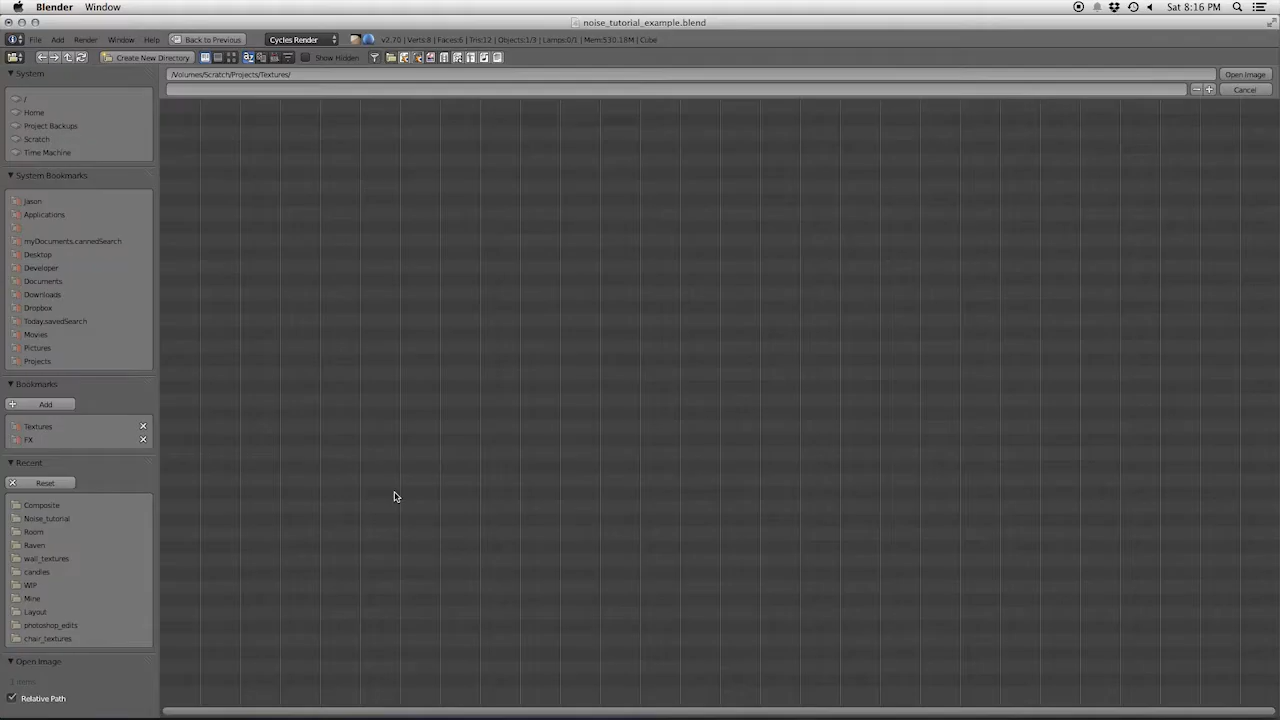 Blender Window Sat 8:16 PM
noise_tutorial_example.blend
File Add Render Window Help Back to Previous Cycles Render v2.70 | Verts:8 | Faces:6 | Tris:12 | Objects:1/3 | Lamps:0/1 | Mem:530.18M | Cube
Create New Directory Show Hidden
System
/Volumes/Scratch/Projects/Textures/ Open Image
Cancel
/
Home
Project Backups
Scratch
Time Machine
System Bookmarks
Jason
Applications
myDocuments.cannedSearch
Desktop
Developer
Documents
Downloads
Dropbox
Today.savedSearch
Movies
Pictures
Projects
Bookmarks
Add
Textures
FX
Recent
Reset
Composite
Noise_tutorial
Room
Raven
wall_textures
candles
WIP
Mine
Layout
photoshop_edits
chair_textures
Open Image
Relative Path